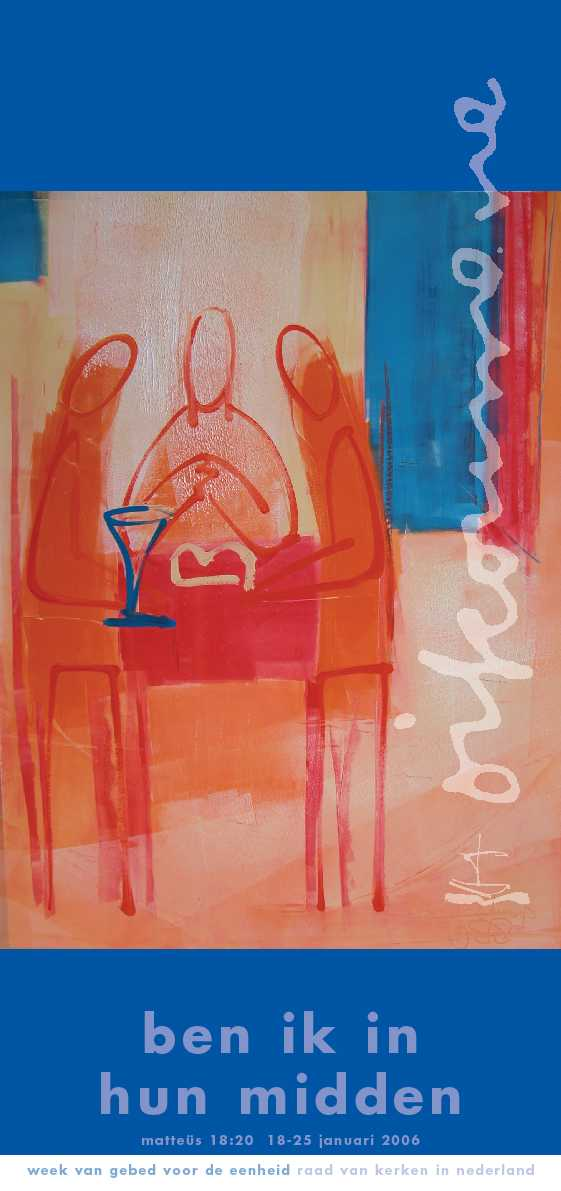 oikoumene
ben ik in
hun midden
matteüs 18:20 18-25 januari 2006
week van gebed voor de eenheid raad van kerken in nederland